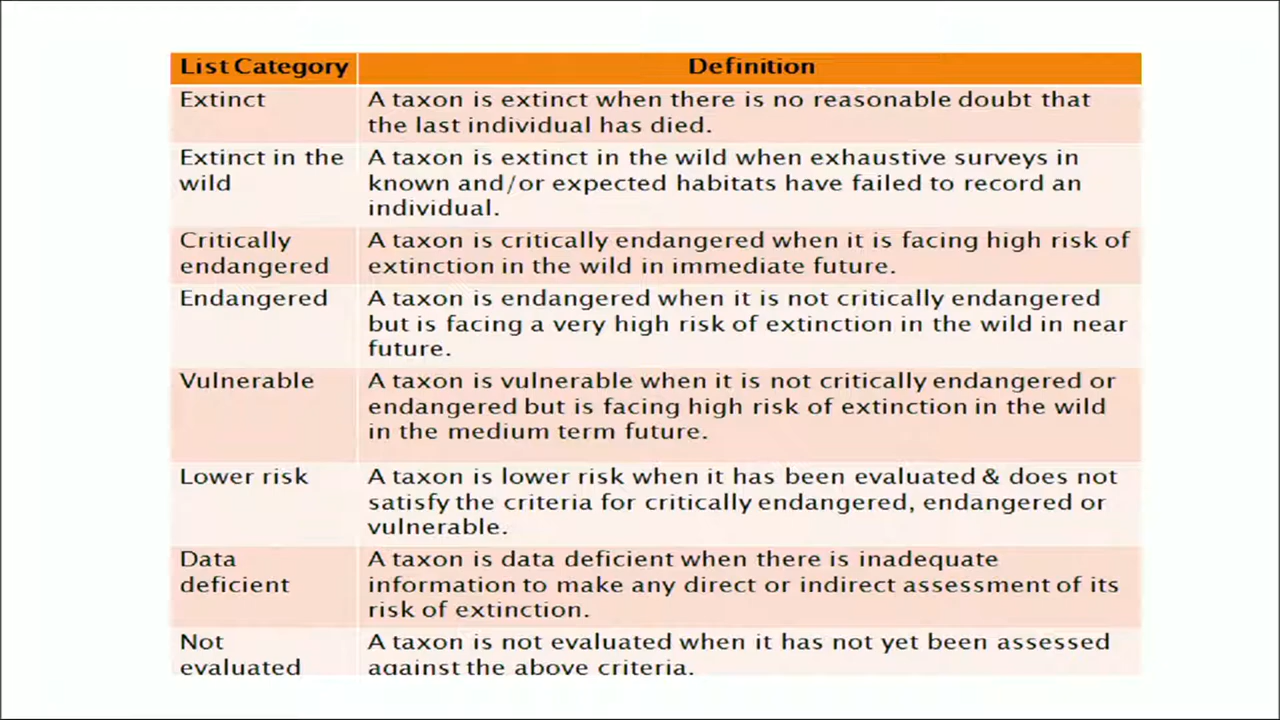 List Category Definition
Extinct A taxon is extinct when there is no reasonable doubt that
the last individual has died.
Extinct in the A taxon is extinct in the wild when exhaustive surveys in
wild known and/or expected habitats have failed to record an
individual.
Critically A taxon is critically endangered when it is facing high risk of
endangered extinction in the wild in immediate future.
Endangered A taxon is endangered when it is not critically endangered
but is facing a very high risk of extinction in the wild in near
future.
Vulnerable A taxon is vulnerable when it is not critically endangered or
endangered but is facing high risk of extinction in the wild
in the medium term future.
Lower risk A taxon is lower risk when it has been evaluated & does not
satisfy the criteria for critically endangered, endangered or
vulnerable.
Data A taxon is data deficient when there is inadequate
deficient information to make any direct or indirect assessment of its
risk of extinction.
Not A taxon is not evaluated when it has not yet been assessed
evaluated against the above criteria.